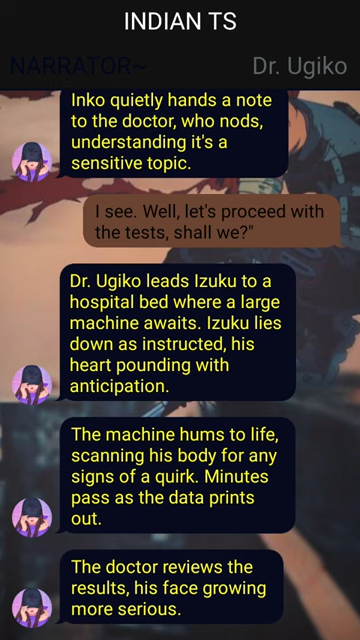 INDIAN TS
NARRATOR~
Dr. Ugiko
Inko quietly hands a note
to the doctor, who nods,
understanding it's a
sensitive topic.
I see. Well, let's proceed with
the tests, shall we?"
Dr. Ugiko leads Izuku to a
hospital bed where a large
machine awaits. Izuku lies
down as instructed, his
heart pounding with
anticipation.
The machine hums to life,
scanning his body for any
signs of a quirk. Minutes
pass as the data prints
out.
The doctor reviews the
results, his face growing
more serious.